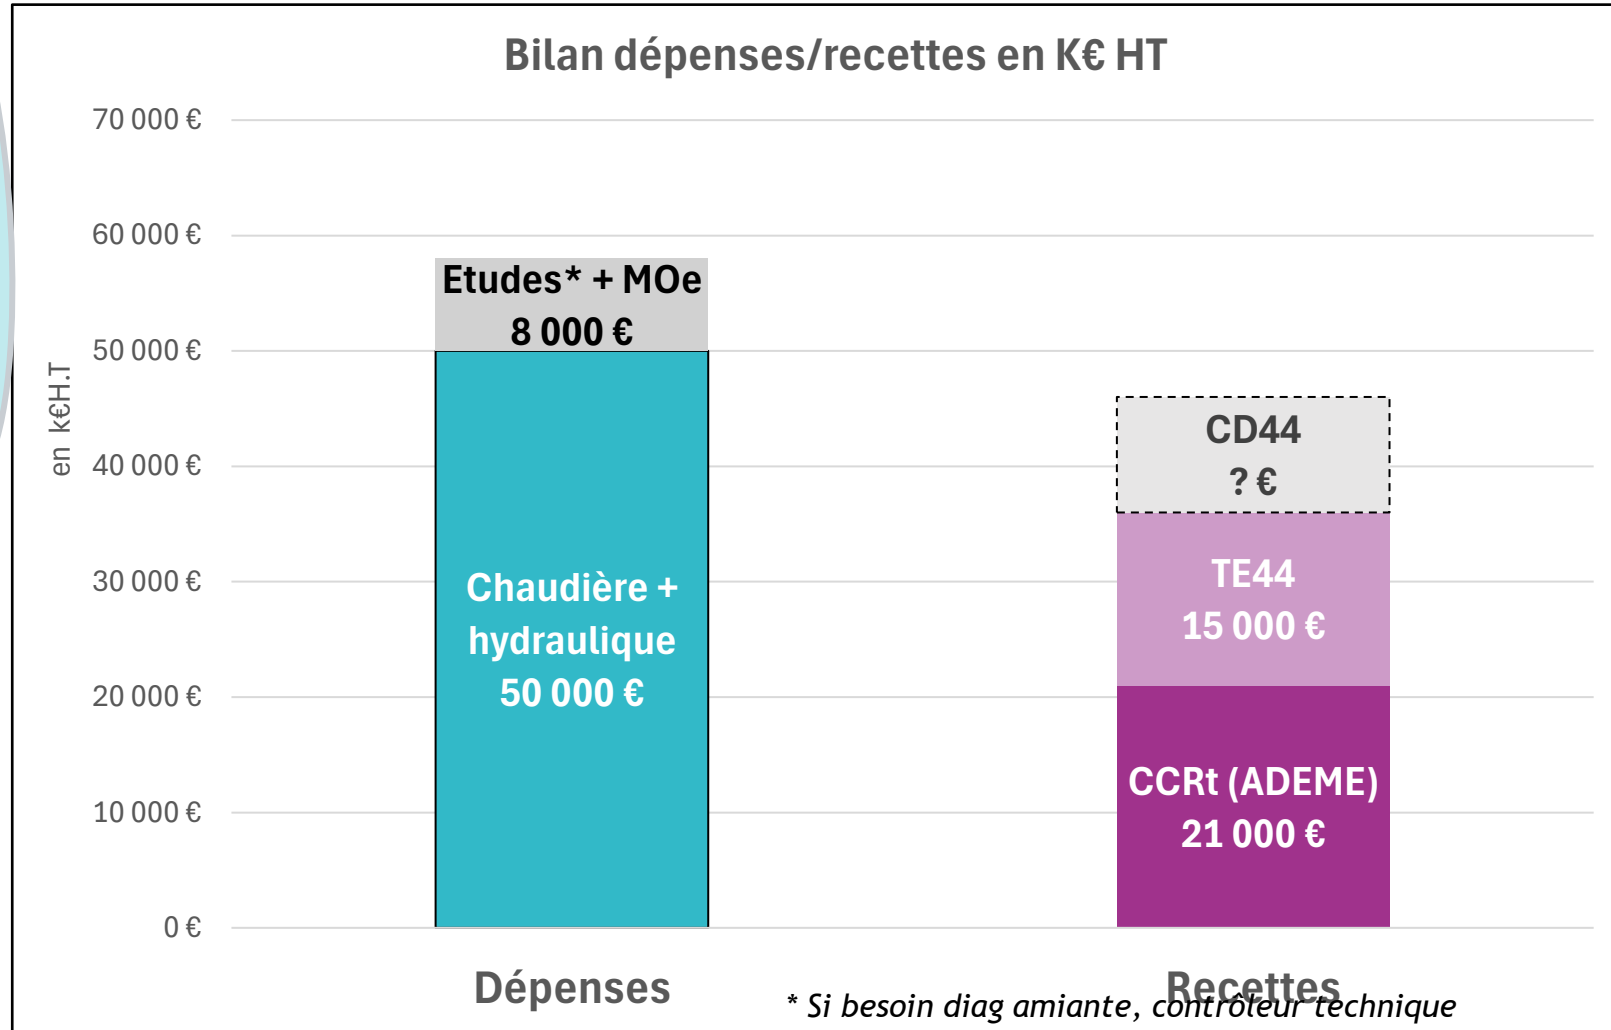 Bilan dépenses/recettes en K€ HT
70 000 €
60 000 €
50 000 €
40 000 €
30 000 €
20 000 €
10 000 €
0 €
en k€H.T
Etudes* + MOe
8 000 €
Chaudière +
hydraulique
50 000 €
CD44
? €
TE44
15 000 €
CCRt (ADEME)
21 000 €
Dépenses
Recettes
* Si besoin diag amiante, contrôleur technique